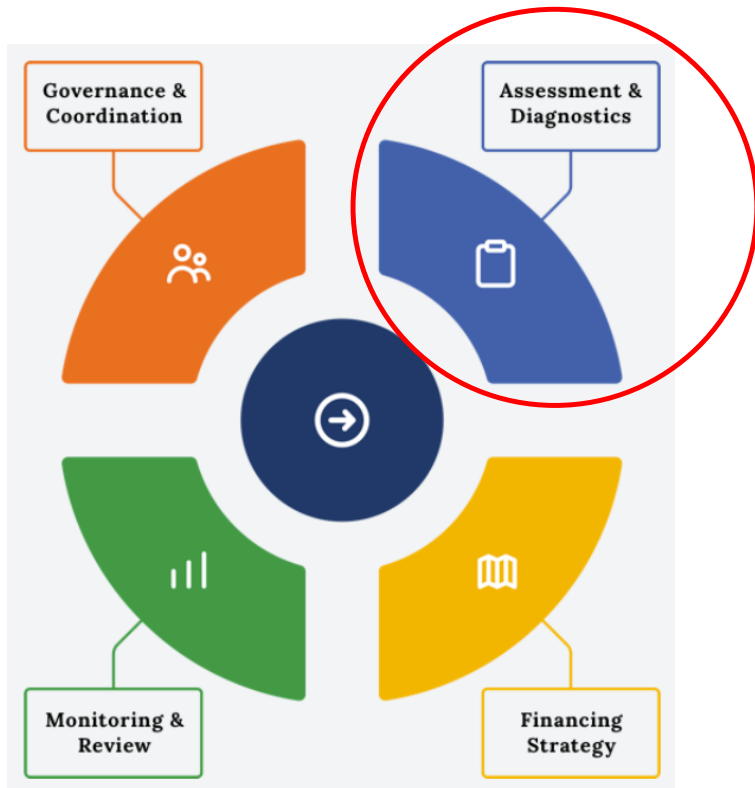 Governance &
Coordination
Assessment &
Diagnostics
Monitoring &
Review
Financing
Strategy